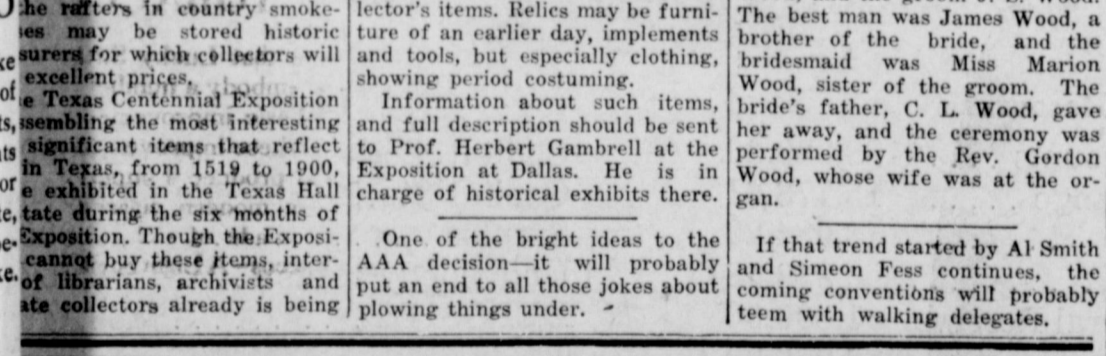 the rafters in country smoke-
may be stored historic
surers for which collectors will
excellent prices.
Texas Centennial Exposition
ssembling the most interesting
significant items that reflect
in Texas, from 1519 to 1900,
e exhibited in the Texas Hall
tate during the six months of
Exposition. Though the Exposi-
cannot buy these items, inter-
of librarians, archivists and
ate collectors already is being
lector's items. Relics may be furni-
ture of an earlier day, implements
and tools, but especially clothing,
showing period costuming.
Information about such items,
and full description should be sent
to Prof. Herbert Gambrell at the
Exposition at Dallas. He is in
charge of historical exhibits there.
One of the bright ideas to the
AAA decision—it will probably
put an end to all those jokes about
plowing things under.
The best man was James Wood, a
brother of the bride, and the
bridesmaid was Miss Marion
Wood, sister of the groom. The
bride's father, C. L. Wood, gave
her away, and the ceremony was
performed by the Rev. Gordon
Wood, whose wife was at the or-
gan.
If that trend started by Al Smith
and Simeon Fess continues, the
coming conventions will probably
teem with walking delegates.